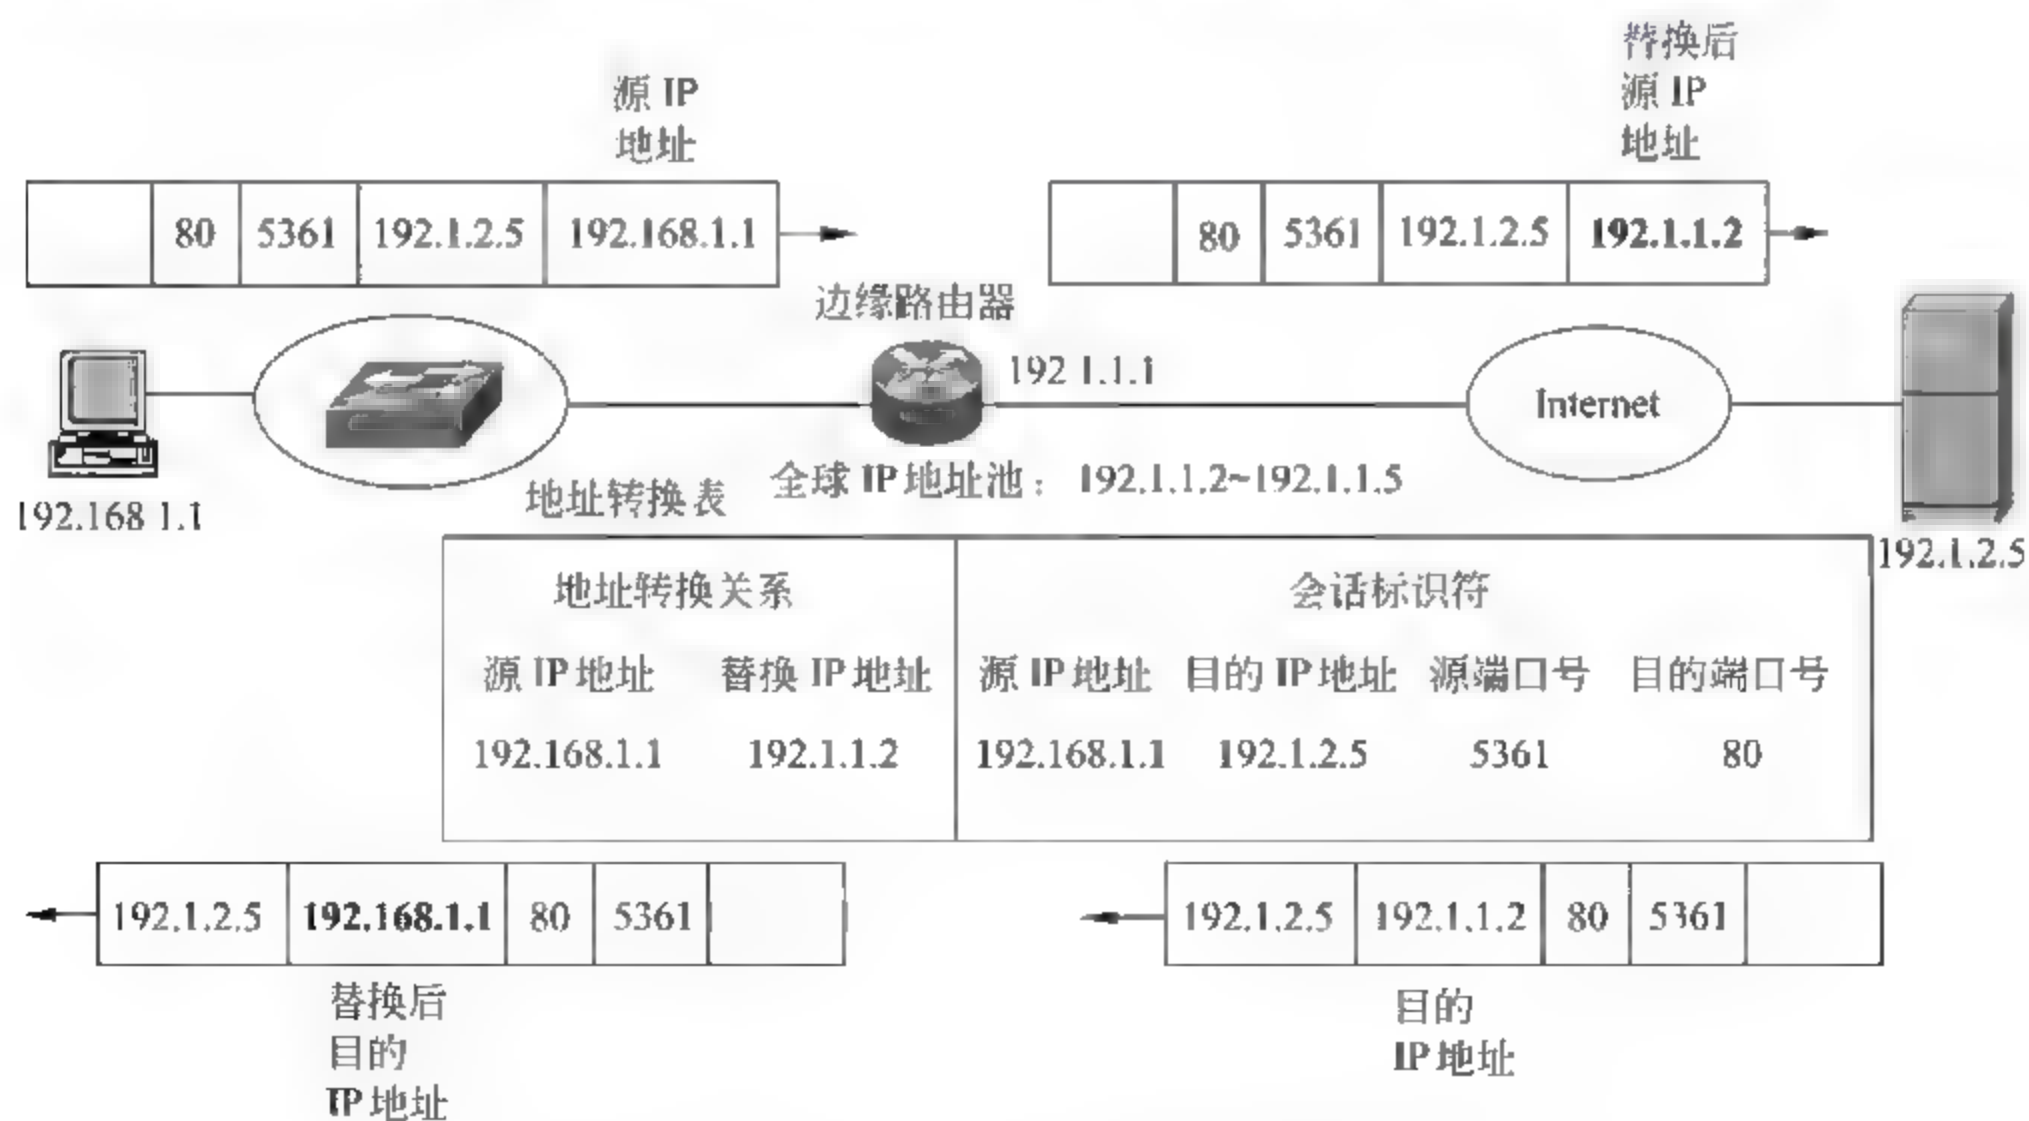 源 IP
地址
替换后
源 IP
地址
80 5361 192.1.2.5 192.168.1.1
80 5361 192.1.2.5 192.1.1.2
边缘路由器
192 1.1.1
Internet
192.168 1.1
地址转换表
全球 IP 地址池： 192.1.1.2~192.1.1.5
192.1.2.5
地址转换关系 会话标识符
源 IP 地址 替换 IP 地址 源 IP 地址 目的 IP 地址 源端口号 目的端口号
192.168.1.1 192.1.1.2 192.168.1.1 192.1.2.5 5361 80
192.1.2.5 192.168.1.1 80 5361
192.1.2.5 192.1.1.2 80 5361
替换后
目的
IP 地址
目的
IP 地址